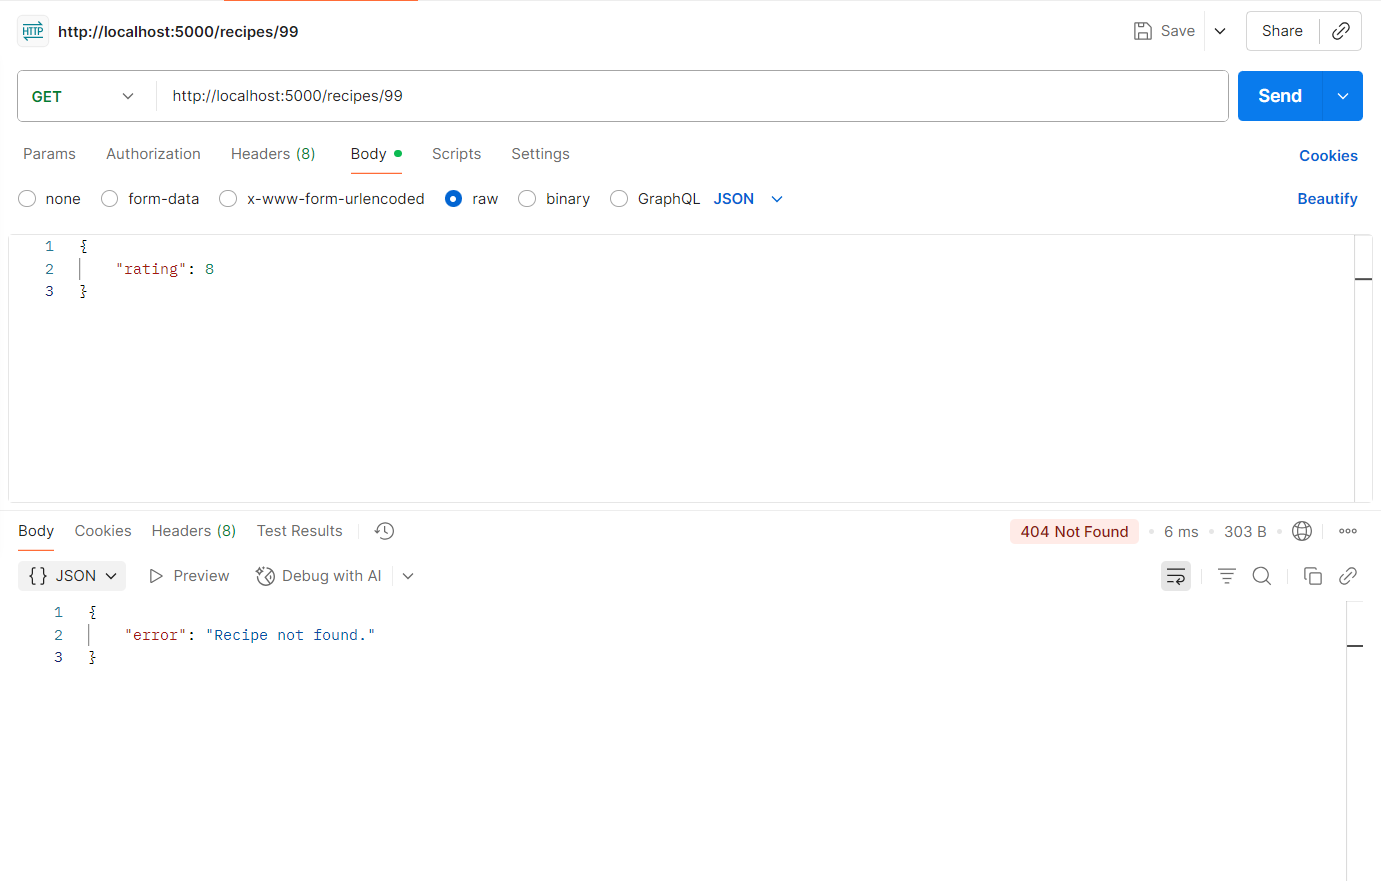 HTTP http://localhost:5000/recipes/99 Save Share
GET http://localhost:5000/recipes/99 Send
Params Authorization Headers (8) Body Scripts Settings Cookies
none form-data x-www-form-urlencoded raw binary GraphQL JSON Beautify
1 {
2 "rating": 8
3 }
Body Cookies Headers (8) Test Results 404 Not Found 6 ms 303 B
{} JSON Preview Debug with AI
1 {
2 "error": "Recipe not found."
3 }